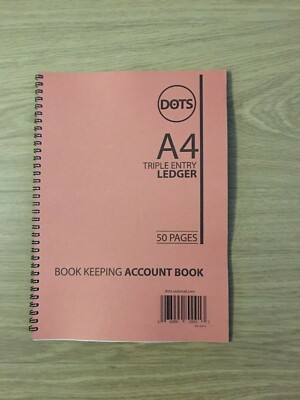 DOTS
A4
TRIPLE ENTRY
LEDGER
50 PAGES
BOOK KEEPING ACCOUNT BOOK